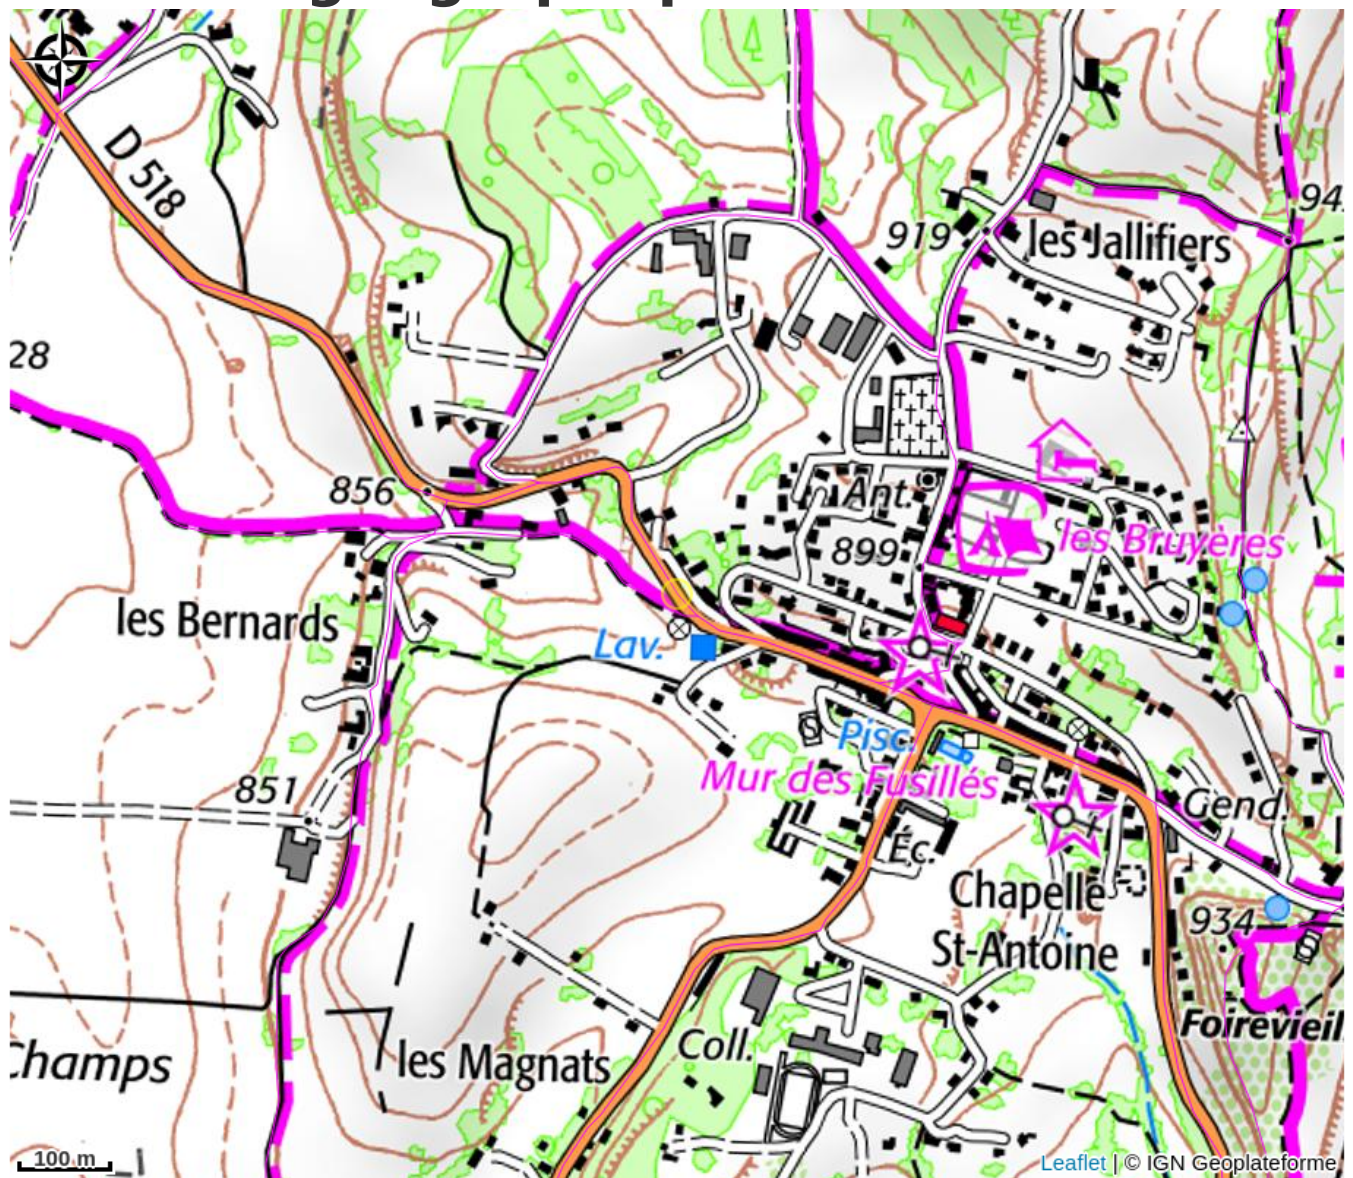 D 518
919
les Jallifiers
94
28
856
Ant.
899
les Bruyères
les Bernards
Lav.
Pisc.
Mur des Fusillés
851
Gend.
Éc.
Chapelle
St-Antoine
934
Foirevieil
Coll.
Champs
les Magnats
100 m
Leaflet | © IGN Geoplateforme